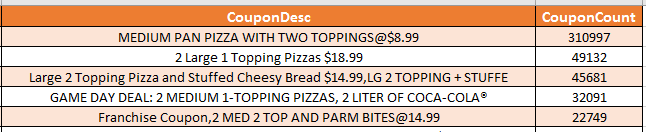 CouponDesc CouponCount
MEDIUM PAN PIZZA WITH TWO TOPPINGS@$8.99 310997
2 Large 1 Topping Pizzas $18.99 49132
Large 2 Topping Pizza and Stuffed Cheesy Bread $14.99,LG 2 TOPPING + STUFFE 45681
GAME DAY DEAL: 2 MEDIUM 1-TOPPING PIZZAS, 2 LITER OF COCA-COLA® 32091
Franchise Coupon,2 MED 2 TOP AND PARM BITES@14.99 22749